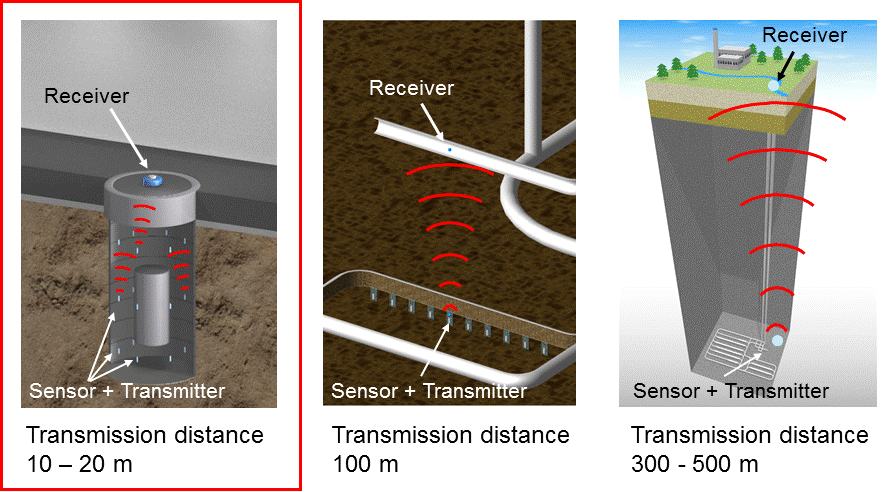 Receiver
Sensor + Transmitter
Transmission distance
10 – 20 m
Receiver
Sensor + Transmitter
Transmission distance
100 m
Receiver
Sensor + Transmitter
Transmission distance
300 - 500 m